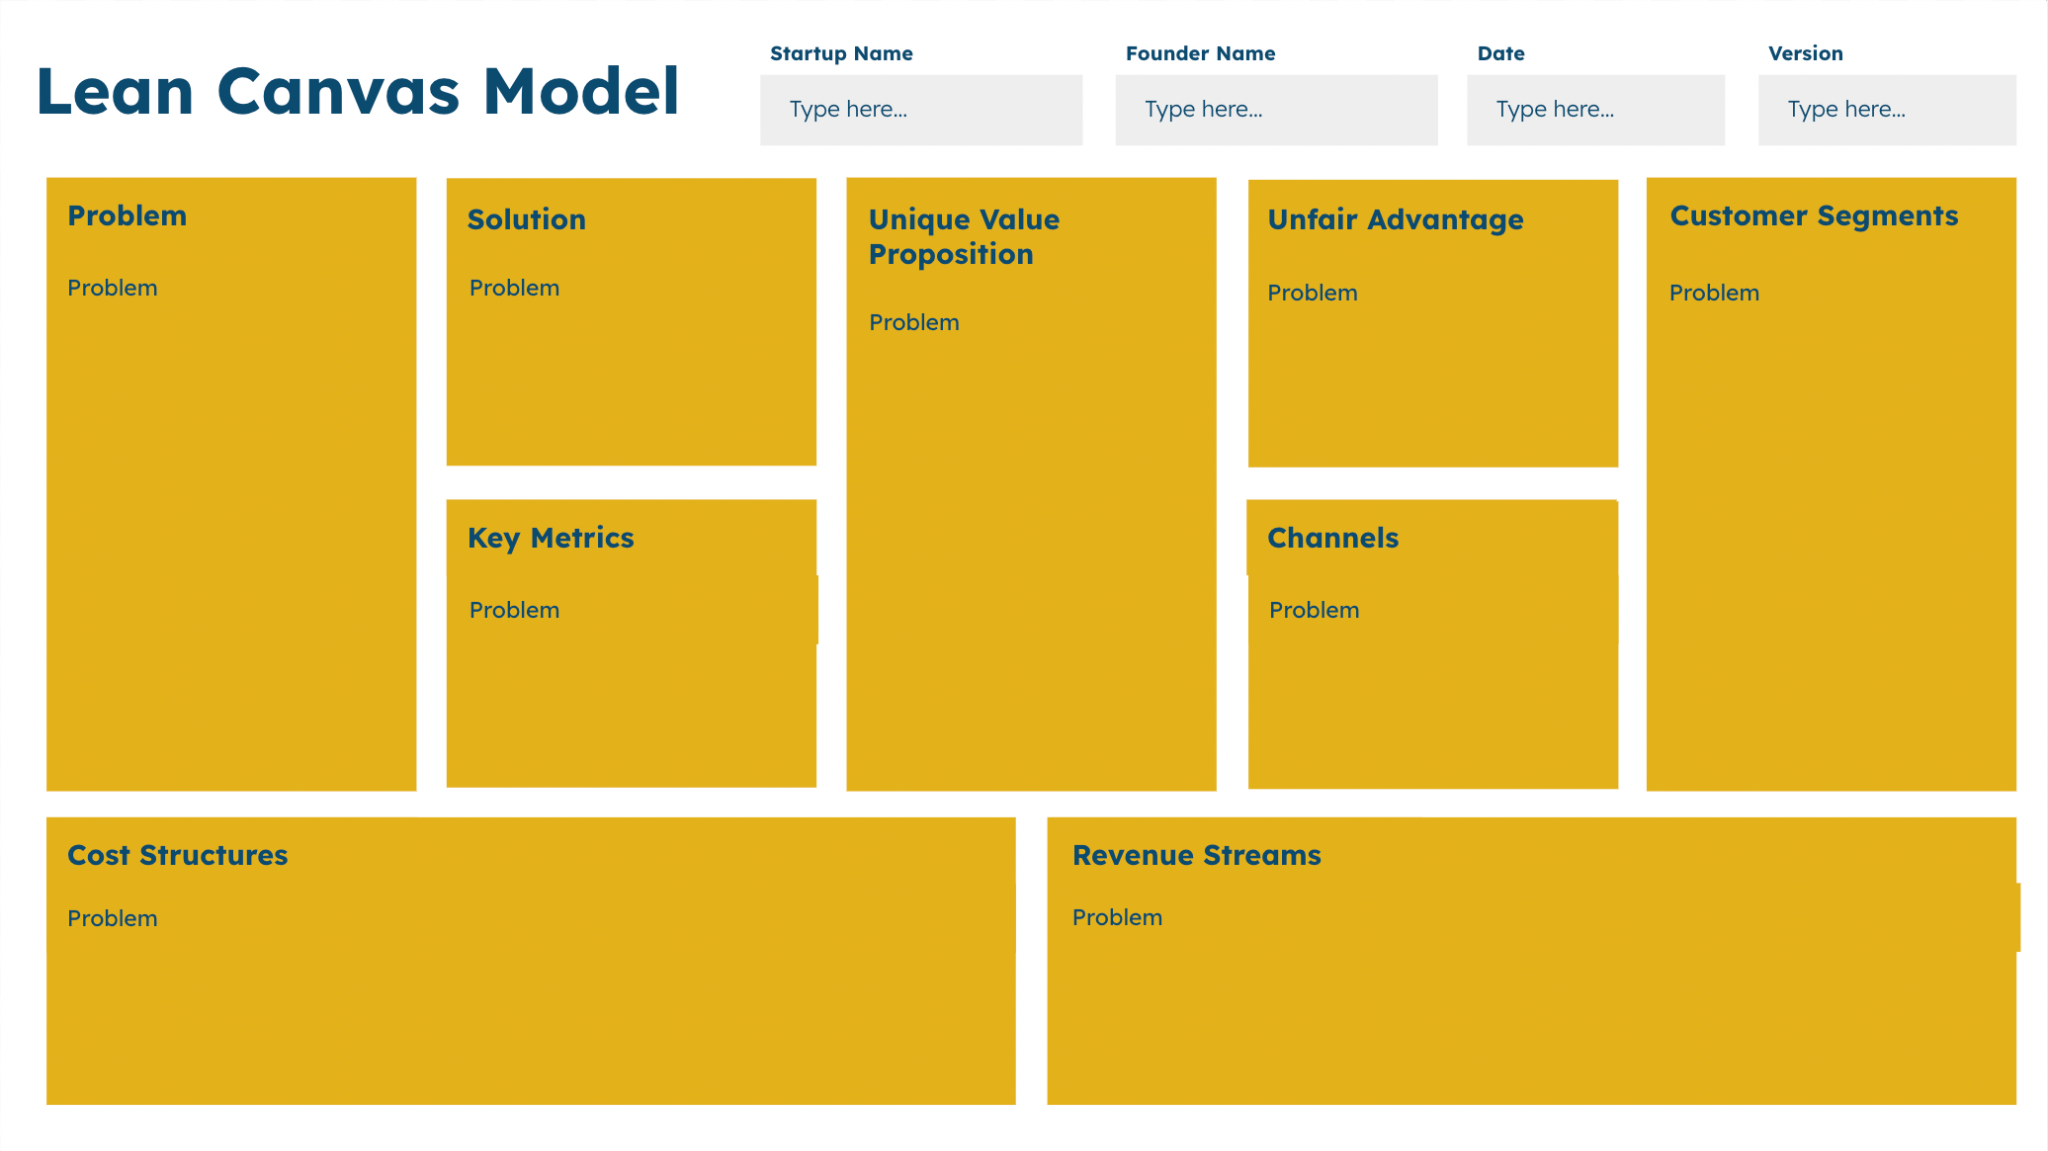 Lean Canvas Model
Startup Name
Type here...
Founder Name
Type here...
Date
Type here...
Version
Type here...
Problem
Problem
Solution
Problem
Key Metrics
Problem
Unique Value
Proposition
Problem
Unfair Advantage
Problem
Channels
Problem
Customer Segments
Problem
Cost Structures
Problem
Revenue Streams
Problem